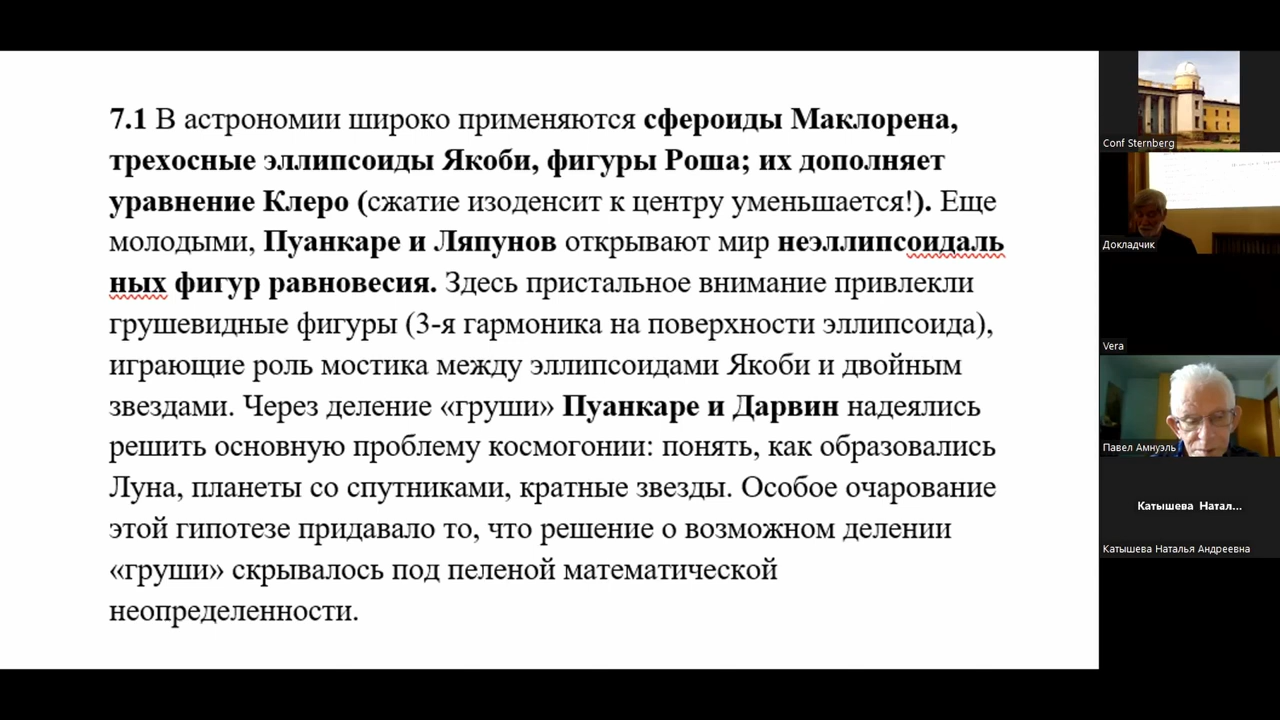 7.1 В астрономии широко применяются сфероиды Маклорена,
трехосные эллипсоиды Якоби, фигуры Роша; их дополняет
уравнение Клеро (сжатие изоденсит к центру уменьшается!). Еще
молодыми, Пуанкаре и Ляпунов открывают мир неэллипсоидаль
ных фигур равновесия. Здесь пристальное внимание привлекли
грушевидные фигуры (3-я гармоника на поверхности эллипсоида),
играющие роль мостика между эллипсоидами Якоби и двойным
звездами. Через деление «груши» Пуанкаре и Дарвин надеялись
решить основную проблему космогонии: понять, как образовались
Луна, планеты со спутниками, кратные звезды. Особое очарование
этой гипотезе придавало то, что решение о возможном делении
«груши» скрывалось под пеленой математической
неопределенности.
Conf Sternberg
Докладчик
Vera
Павел Амнуэль
Катышева Натал...
Катышева Наталья Андреевна